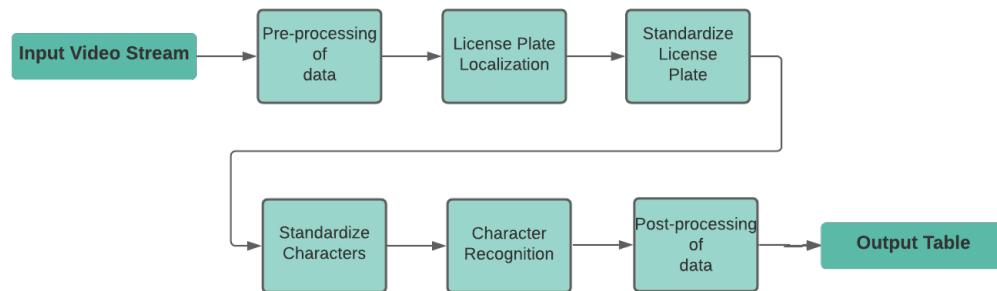 Input Video Stream
Pre-processing
of
data
License Plate
Localization
Standardize
License
Plate
Standardize
Characters
Character
Recognition
Post-processing
of
data
Output Table